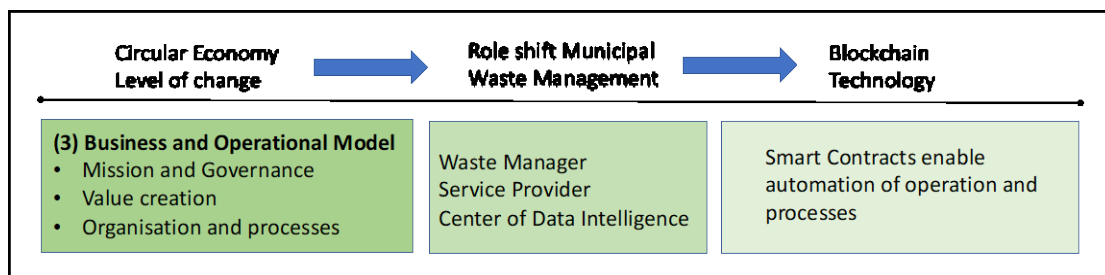 Circular Economy
Level of change
Role shift Municipal
Waste Management
Blockchain
Technology
(3) Business and Operational Model
• Mission and Governance
• Value creation
• Organisation and processes
Waste Manager
Service Provider
Center of Data Intelligence
Smart Contracts enable
automation of operation and
processes